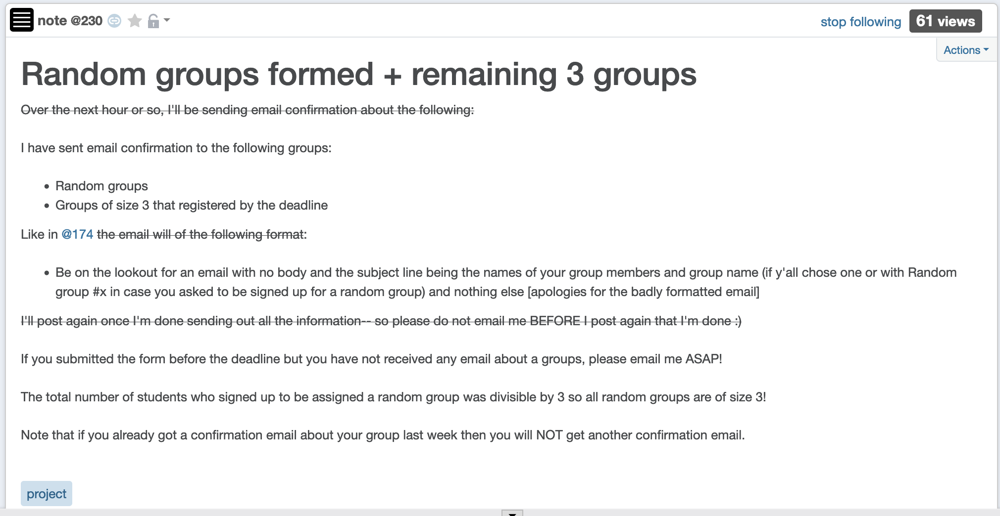 note @230
stop following
61 views
Actions
Random groups formed + remaining 3 groups
Over the next hour or so, I'll be sending email confirmation about the following:
I have sent email confirmation to the following groups:
Random groups
Groups of size 3 that registered by the deadline
Like in @174 the email will of the following format:
Be on the lookout for an email with no body and the subject line being the names of your group members and group name (if y'all chose one or with Random
group #x in case you asked to be signed up for a random group) and nothing else [apologies for the badly formatted email]
I'll post again once I'm done sending out all the information-- so please do not email me BEFORE I post again that I'm done :)
If you submitted the form before the deadline but you have not received any email about a groups, please email me ASAP!
The total number of students who signed up to be assigned a random group was divisible by 3 so all random groups are of size 3!
Note that if you already got a confirmation email about your group last week then you will NOT get another confirmation email.
project